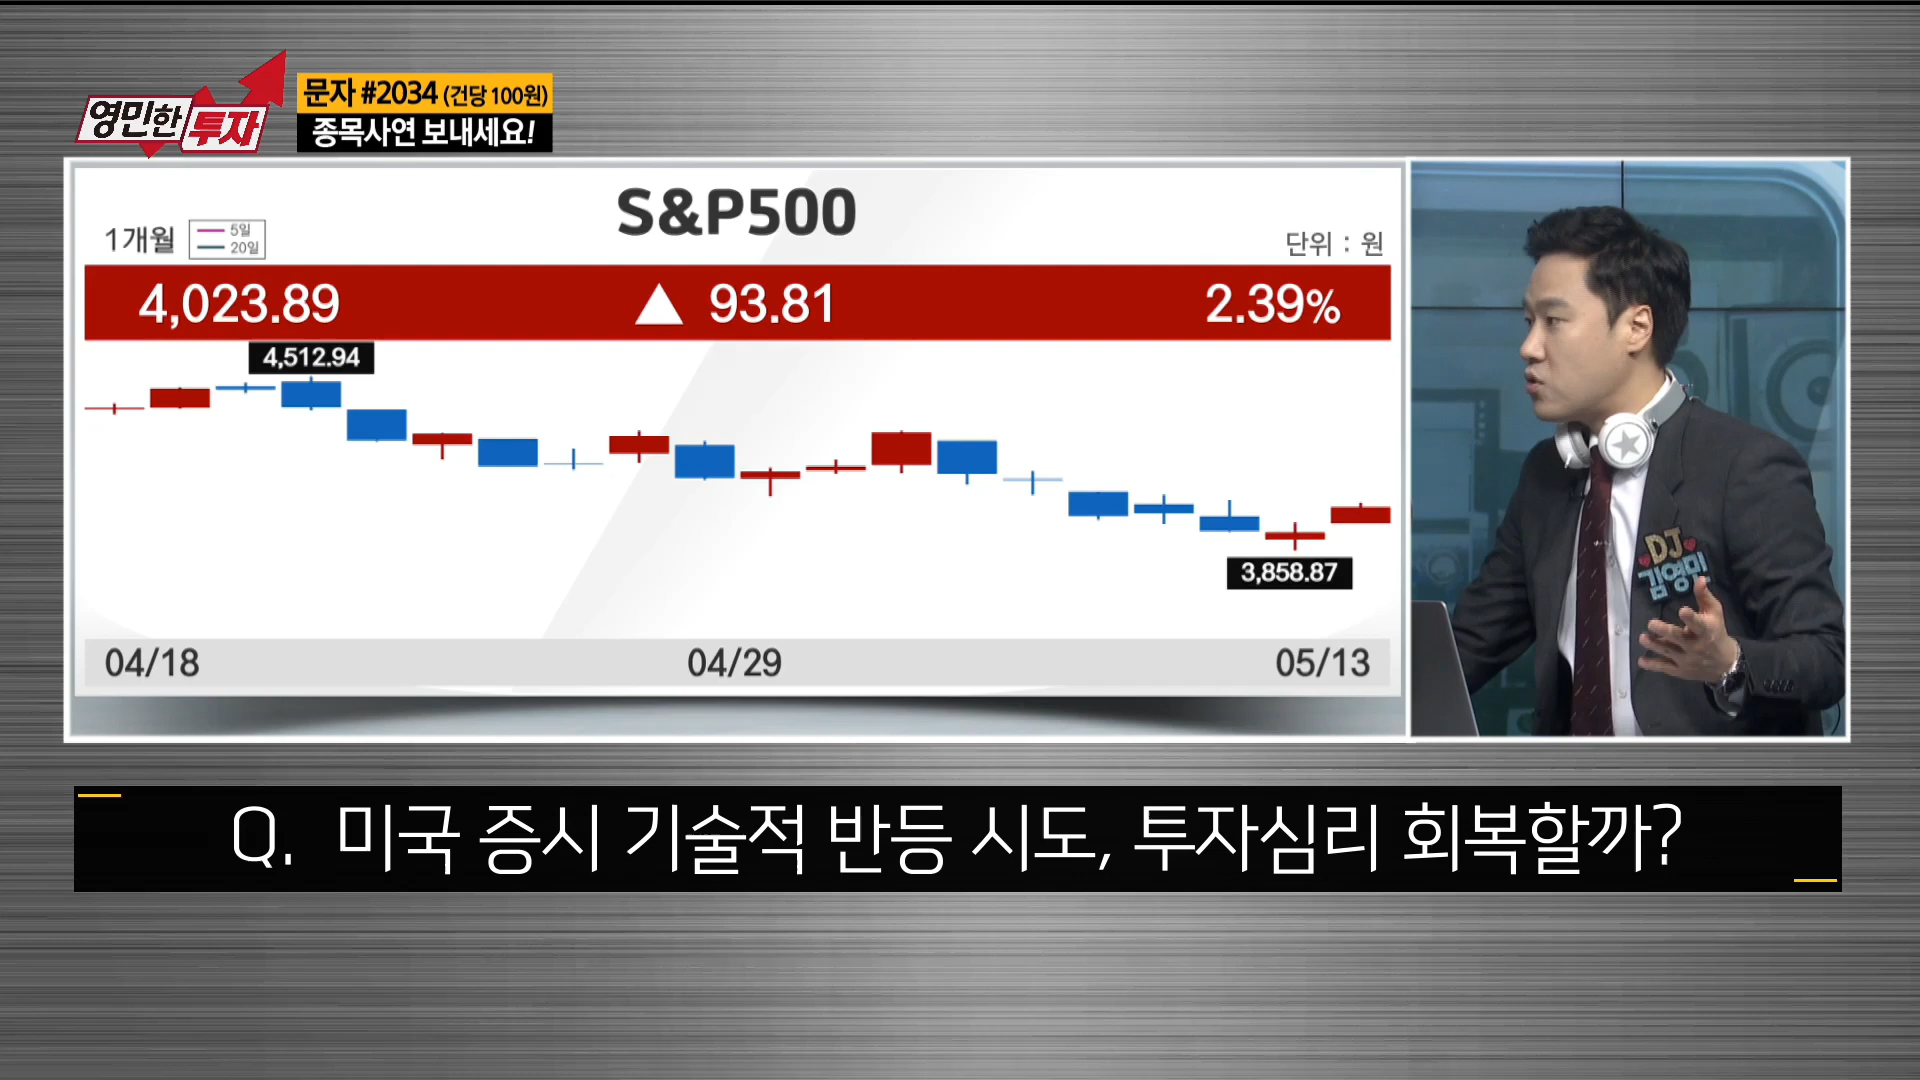 영민한 투자
문자 #2034 (건당 100원)
종목사연 보내세요!
S&P500
1개월
5일
20일
단위 : 원
4,023.89 ▲ 93.81 2.39%
4,512.94
3,858.87
04/18 04/29 05/13
DJ
김영민
Q. 미국 증시 기술적 반등 시도, 투자심리 회복할까?